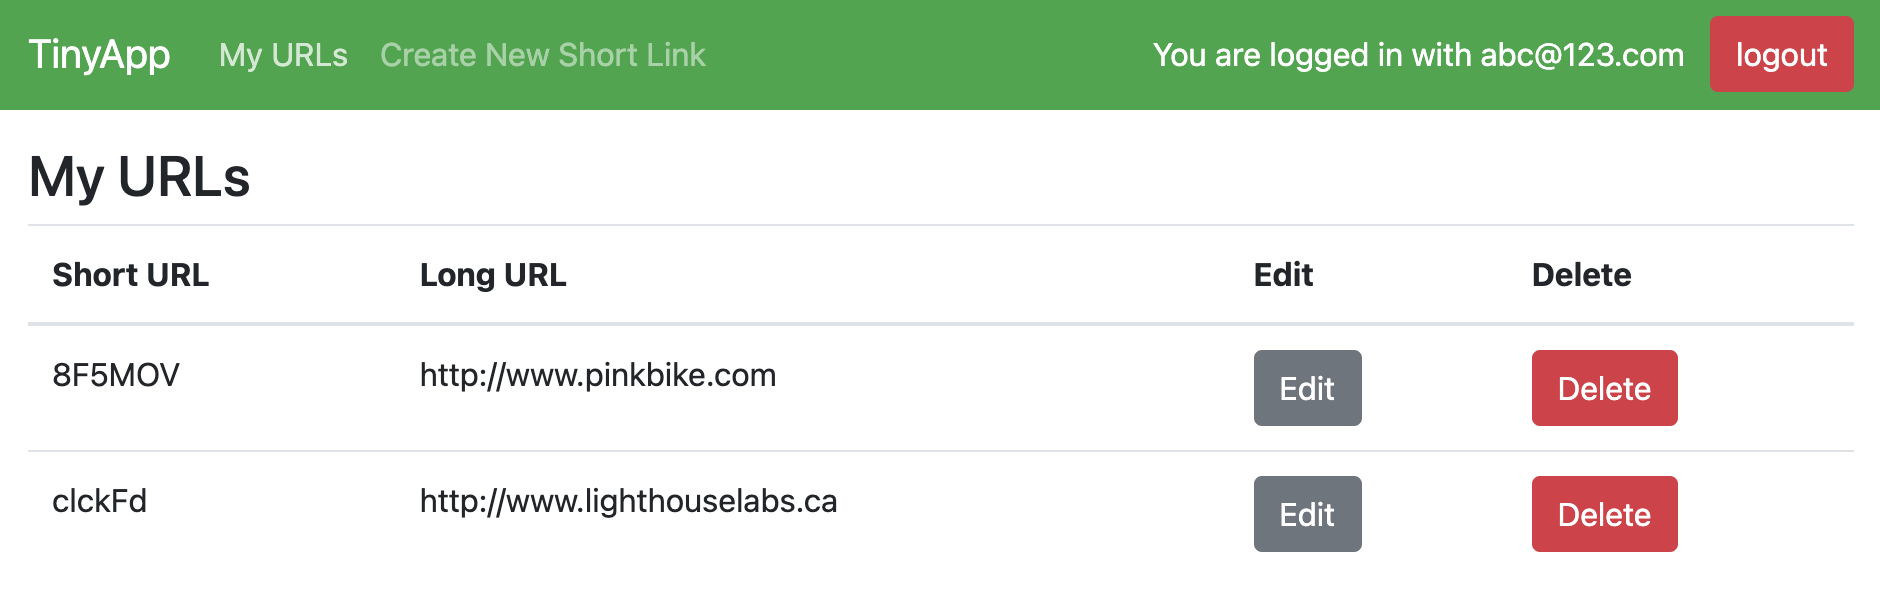 TinyApp My URLs Create New Short Link You are logged in with abc@123.com logout
My URLs
Short URL Long URL Edit Delete
8F5MOV http://www.pinkbike.com Edit Delete
clckFd http://www.lighthouselabs.ca Edit Delete